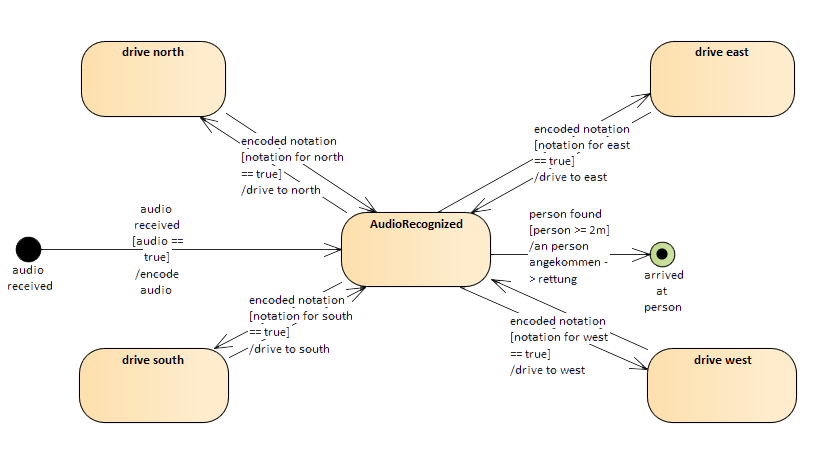 drive north
drive east
encoded notation
[notation for north
== true]
/drive to north
encoded notation
[notation for east
== true]
/drive to east
audio
received
[audio ==
true]
/encode
audio
audio
received
AudioRecognized
person found
[person >= 2m]
/an person
angekommen -
> rettung
arrived
at
person
encoded notation
[notation for south
== true]
/drive to south
encoded notation
[notation for west
== true]
/drive to west
drive south
drive west